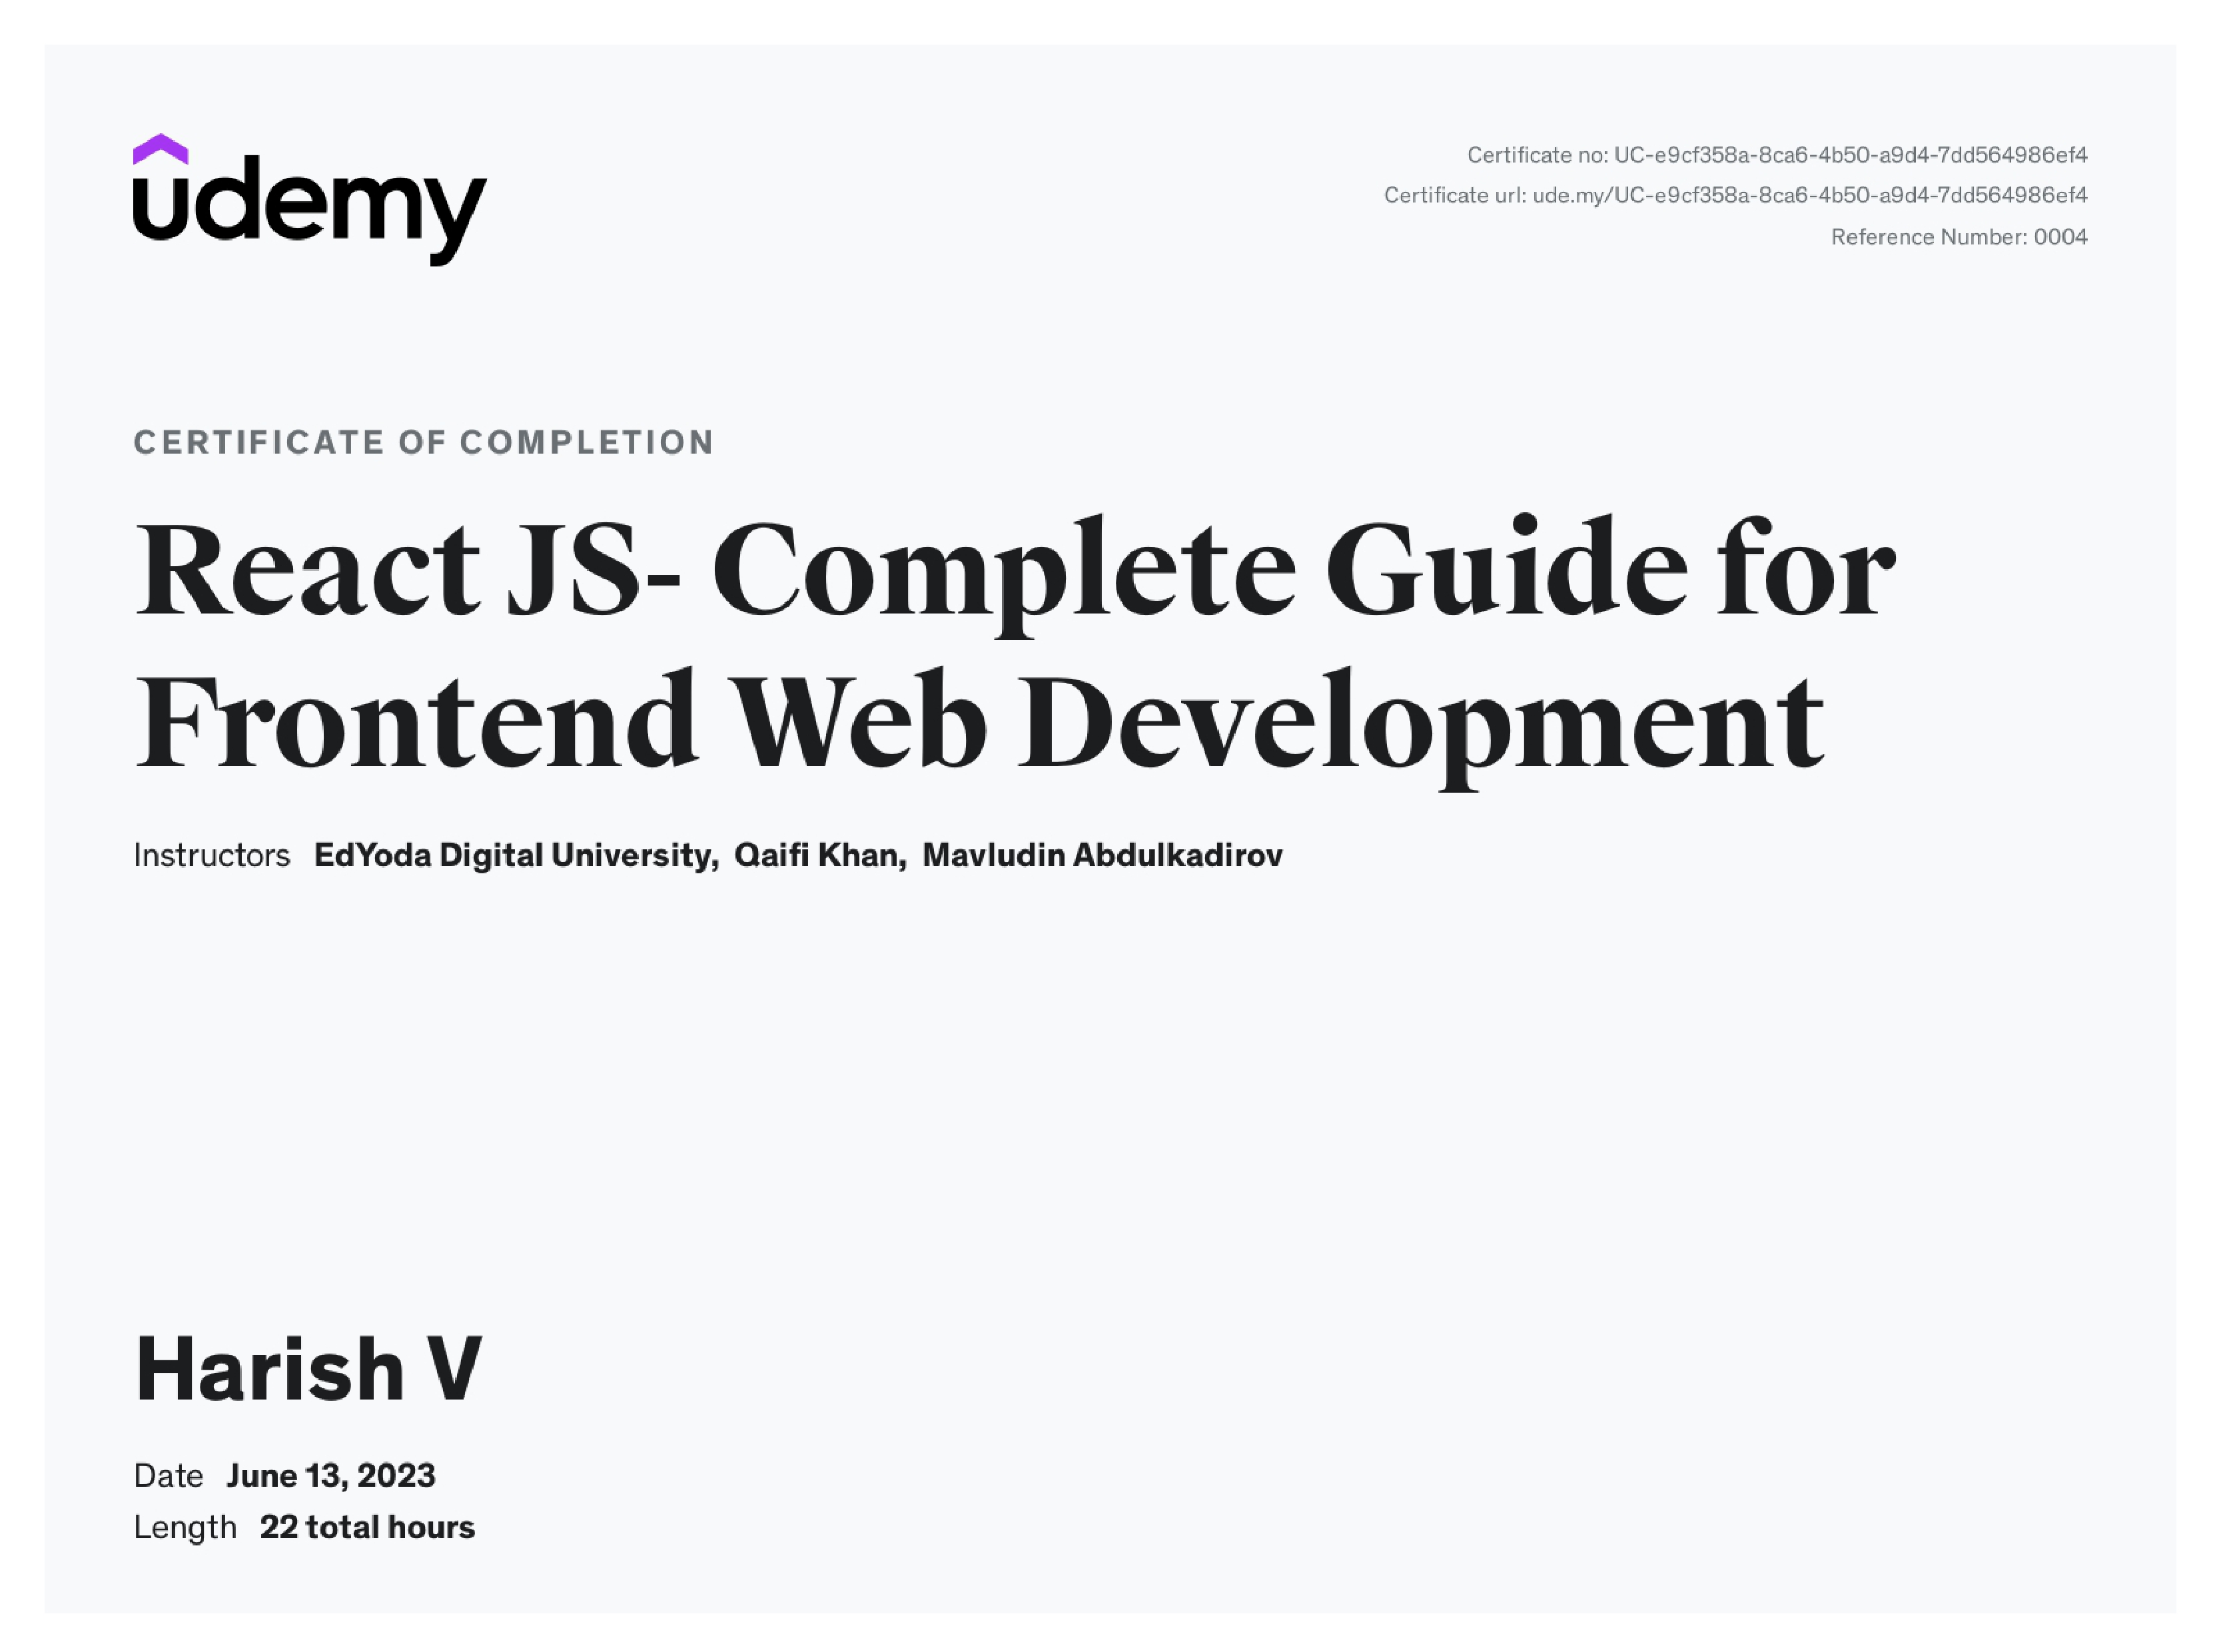 udemy
Certificate no: UC-e9cf358a-8ca6-4b50-a9d4-7dd564986ef4
Certificate url: ude.my/UC-e9cf358a-8ca6-4b50-a9d4-7dd564986ef4
Reference Number: 0004
CERTIFICATE OF COMPLETION
React JS- Complete Guide for
Frontend Web Development
Instructors EdYoda Digital University, Qaifi Khan, Mavludin Abdulkadirov
Harish V
Date June 13, 2023
Length 22 total hours